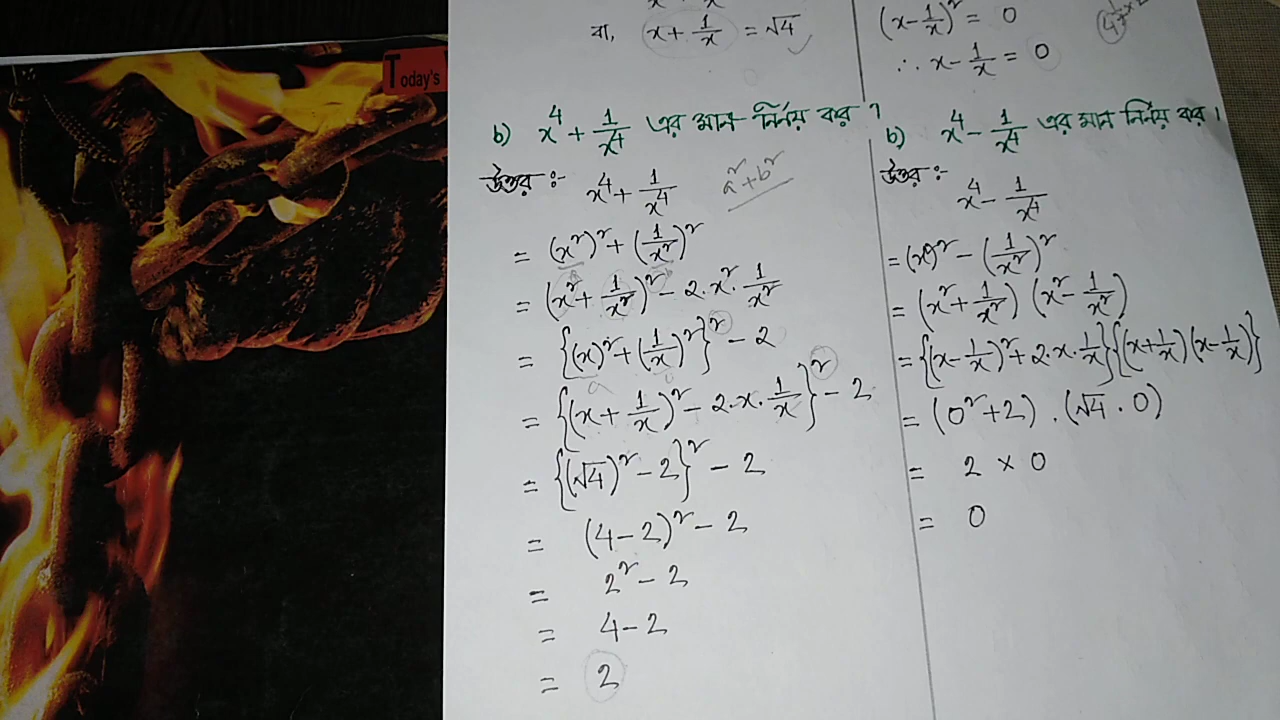 Today's
বা, x + 1/x = √4
b) x⁴ + 1/x⁴ এর মান নির্নয় কর ?
উত্তর :- x⁴ + 1/x⁴
a² + b²
= (x²)² + (1/x²)²
= (x² + 1/x²)² - 2.x².1/x²
= {(x)² + (1/x)²}² - 2
= {(x + 1/x)² - 2.x.1/x}² - 2
= {(√4)² - 2}² - 2
= (4 - 2)² - 2
= 2² - 2
= 4 - 2
= 2
(x - 1/x)² = 0
∴ x - 1/x = 0
b) x⁴ - 1/x⁴ এর মান নির্নয় কর।
উত্তর :-
x⁴ - 1/x⁴
= (x²)² - (1/x²)²
= (x² + 1/x²) (x² - 1/x²)
= {(x - 1/x)² + 2.x.1/x} {(x + 1/x) (x - 1/x)}
= (0² + 2) . (√4 . 0)
= 2 × 0
= 0